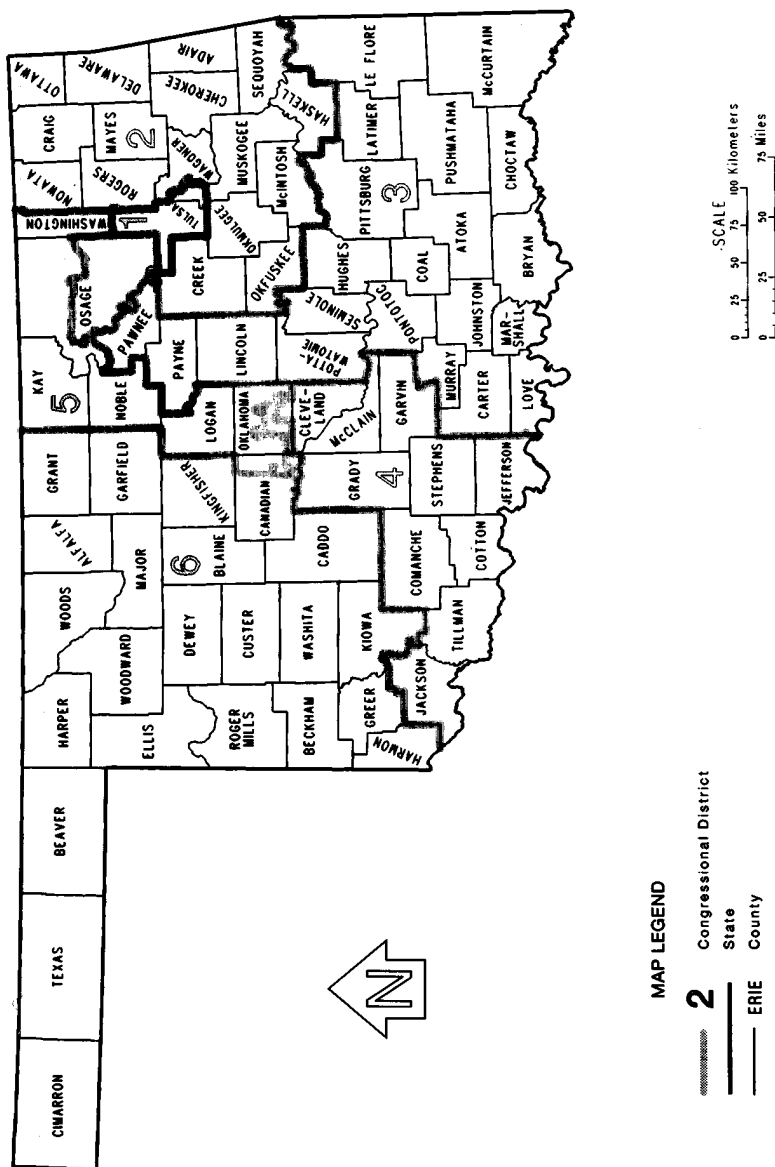 CIMARRON
TEXAS
BEAVER
HARPER
WOODS
ALFALFA
GRANT
KAY
5
OSAGE
WASHINGTON
NOWATA
CRAIG
OTTAWA
ELLIS
WOODWARD
MAJOR
GARFIELD
NOBLE
PAWNEE
1
TULSA
ROGERS
MAYES
2
DELAWARE
ROGER
MILLS
DEWEY
BLAINE
6
KINGFISHER
LOGAN
PAYNE
CREEK
WAGONER
CHEROKEE
ADAIR
BECKHAM
CUSTER
CANADIAN
OKLAHOMA
LINCOLN
OKFUSKEE
OKMULGEE
MUSKOGEE
SEQUOYAH
WASHITA
CADDO
CLEVE-
LAND
McCLAIN
POTTA-
WATOMIE
SEMINOLE
HUGHES
McINTOSH
HASKELL
HARMON
GREER
KIOWA
GRADY
4
GARVIN
PONTOTOC
COAL
PITTSBURG
3
LATIMER
LE FLORE
JACKSON
TILLMAN
COMANCHE
COTTON
STEPHENS
JEFFERSON
MURRAY
CARTER
LOVE
JOHNSTON
MAR-
SHALL
ATOKA
BRYAN
PUSHMATAHA
CHOCTAW
McCURTAIN
N
MAP LEGEND
2 Congressional District
State
ERIE County
SCALE
0 25 50 75 100 Kilometers
0 25 50 75 Miles